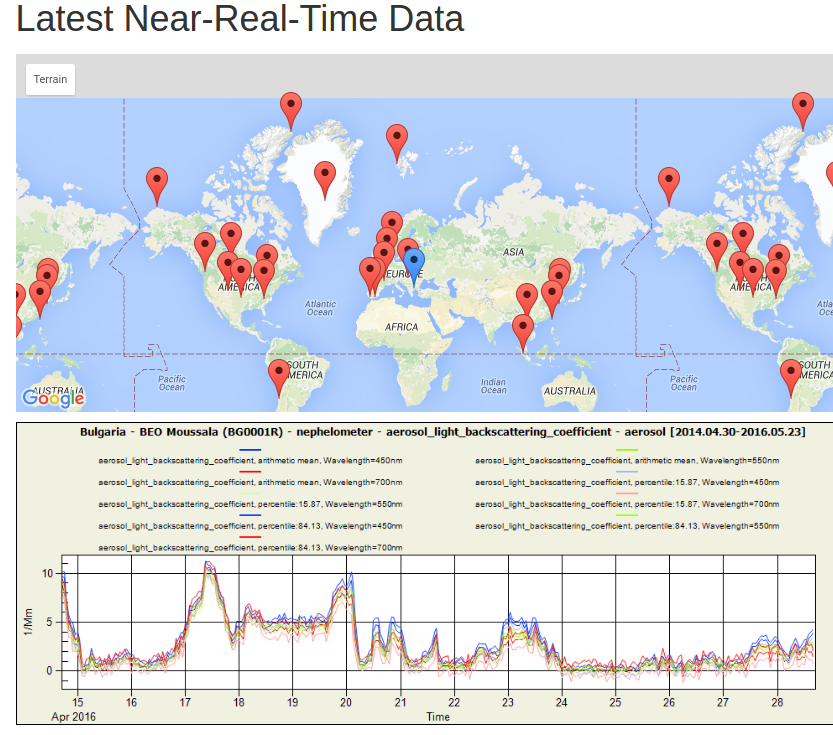 Latest Near-Real-Time Data
Terrain
ASIA
EUROPE
AMERICA
AMERICA
Atlantic
Ocean
AFRICA
SOUTH
AMERICA
SOUTH
AMERICA
Pacific
Ocean
Indian
Ocean
Pacific
Ocean
AUSTRALIA
AUSTRALIA
Google
Bulgaria - BEO Moussala (BG0001R) - nephelometer - aerosol_light_backscattering_coefficient - aerosol [2014.04.30-2016.05.23]
aerosol_light_backscattering_coefficient, arithmetic mean, Wavelength=450nm
aerosol_light_backscattering_coefficient, arithmetic mean, Wavelength=550nm
aerosol_light_backscattering_coefficient, arithmetic mean, Wavelength=700nm
aerosol_light_backscattering_coefficient, percentile:15.87, Wavelength=450nm
aerosol_light_backscattering_coefficient, percentile:15.87, Wavelength=550nm
aerosol_light_backscattering_coefficient, percentile:15.87, Wavelength=700nm
aerosol_light_backscattering_coefficient, percentile:84.13, Wavelength=450nm
aerosol_light_backscattering_coefficient, percentile:84.13, Wavelength=550nm
aerosol_light_backscattering_coefficient, percentile:84.13, Wavelength=700nm
10
5
0
1/Mm
15 16 17 18 19 20 21 22 23 24 25 26 27 28
Apr 2016
Time